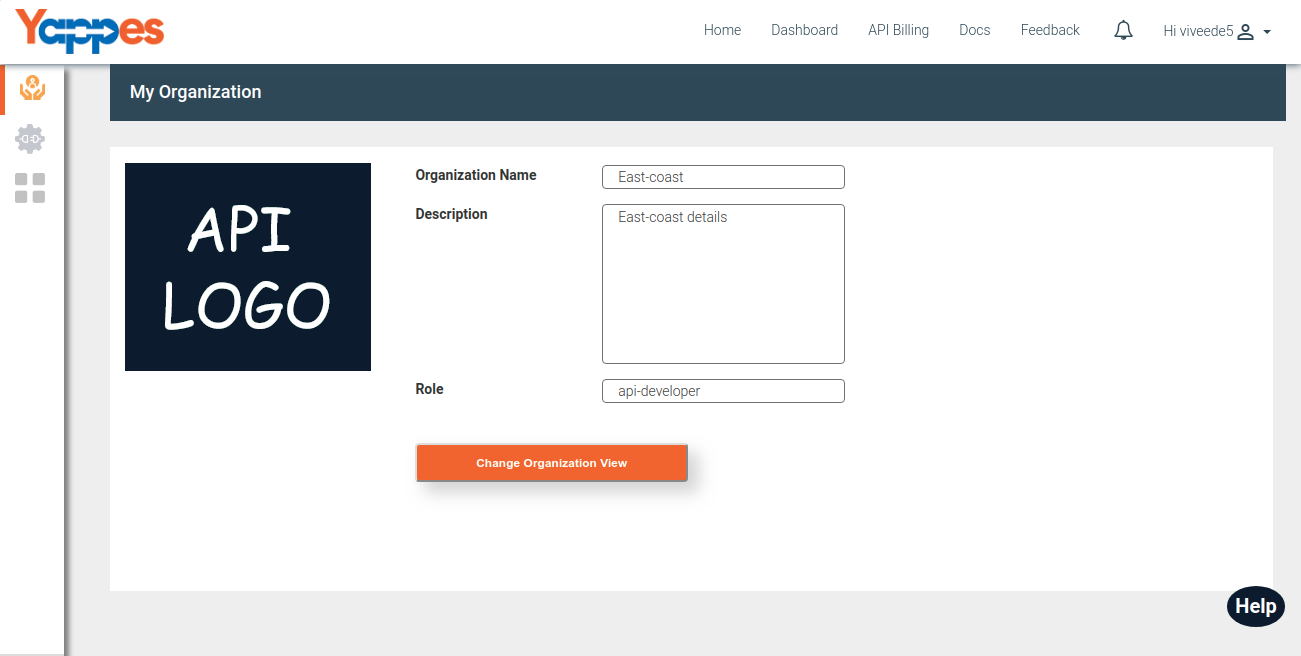 Yappes
Home Dashboard API Billing Docs Feedback Hi viveede5
My Organization
API
LOGO
Organization Name East-coast
Description East-coast details
Role api-developer
Change Organization View
Help